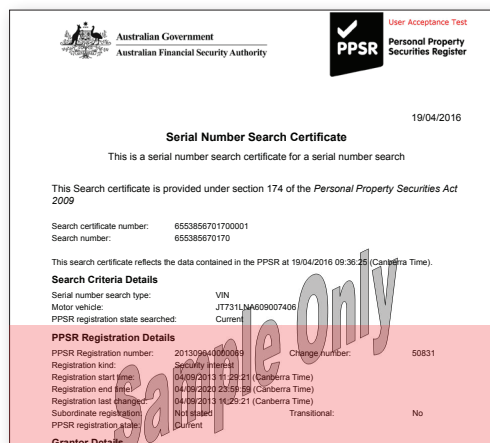 Australian Government
Australian Financial Security Authority
PPSR
User Acceptance Test
Personal Property
Securities Register
19/04/2016
Serial Number Search Certificate
This is a serial number search certificate for a serial number search
This Search certificate is provided under section 174 of the Personal Property Securities Act
2009
Search certificate number: 6553856701700001
Search number: 655385670170
This search certificate reflects the data contained in the PPSR at 19/04/2016 09:36:25 (Canberra Time).
Search Criteria Details
Serial number search type: VIN
Motor vehicle: JT731LNA609007406
PPSR registration state searched: Current
PPSR Registration Details
PPSR Registration number: 201309040000069 Change number: 50831
Registration kind: Security interest
Registration start time: 04/09/2013 11:29:21 (Canberra Time)
Registration end time: 04/09/2020 23:59:59 (Canberra Time)
Registration last changed: 04/09/2013 11:29:21 (Canberra Time)
Subordinate registration: Not stated Transitional: No
PPSR registration state: Current
Grantor Details
Sample Only